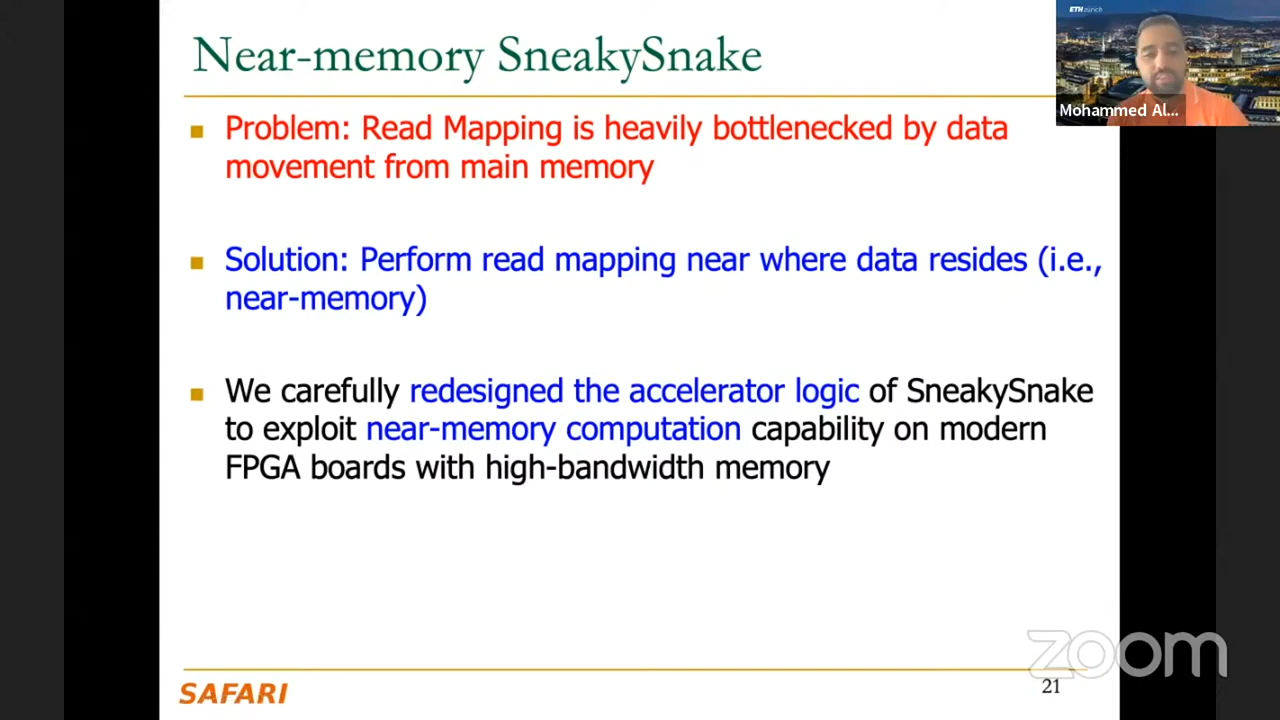 Near-memory SneakySnake
ETH zürich
Mohammed Al...
Problem: Read Mapping is heavily bottlenecked by data
movement from main memory
Solution: Perform read mapping near where data resides (i.e.,
near-memory)
We carefully redesigned the accelerator logic of SneakySnake
to exploit near-memory computation capability on modern
FPGA boards with high-bandwidth memory
zoom
SAFARI
21